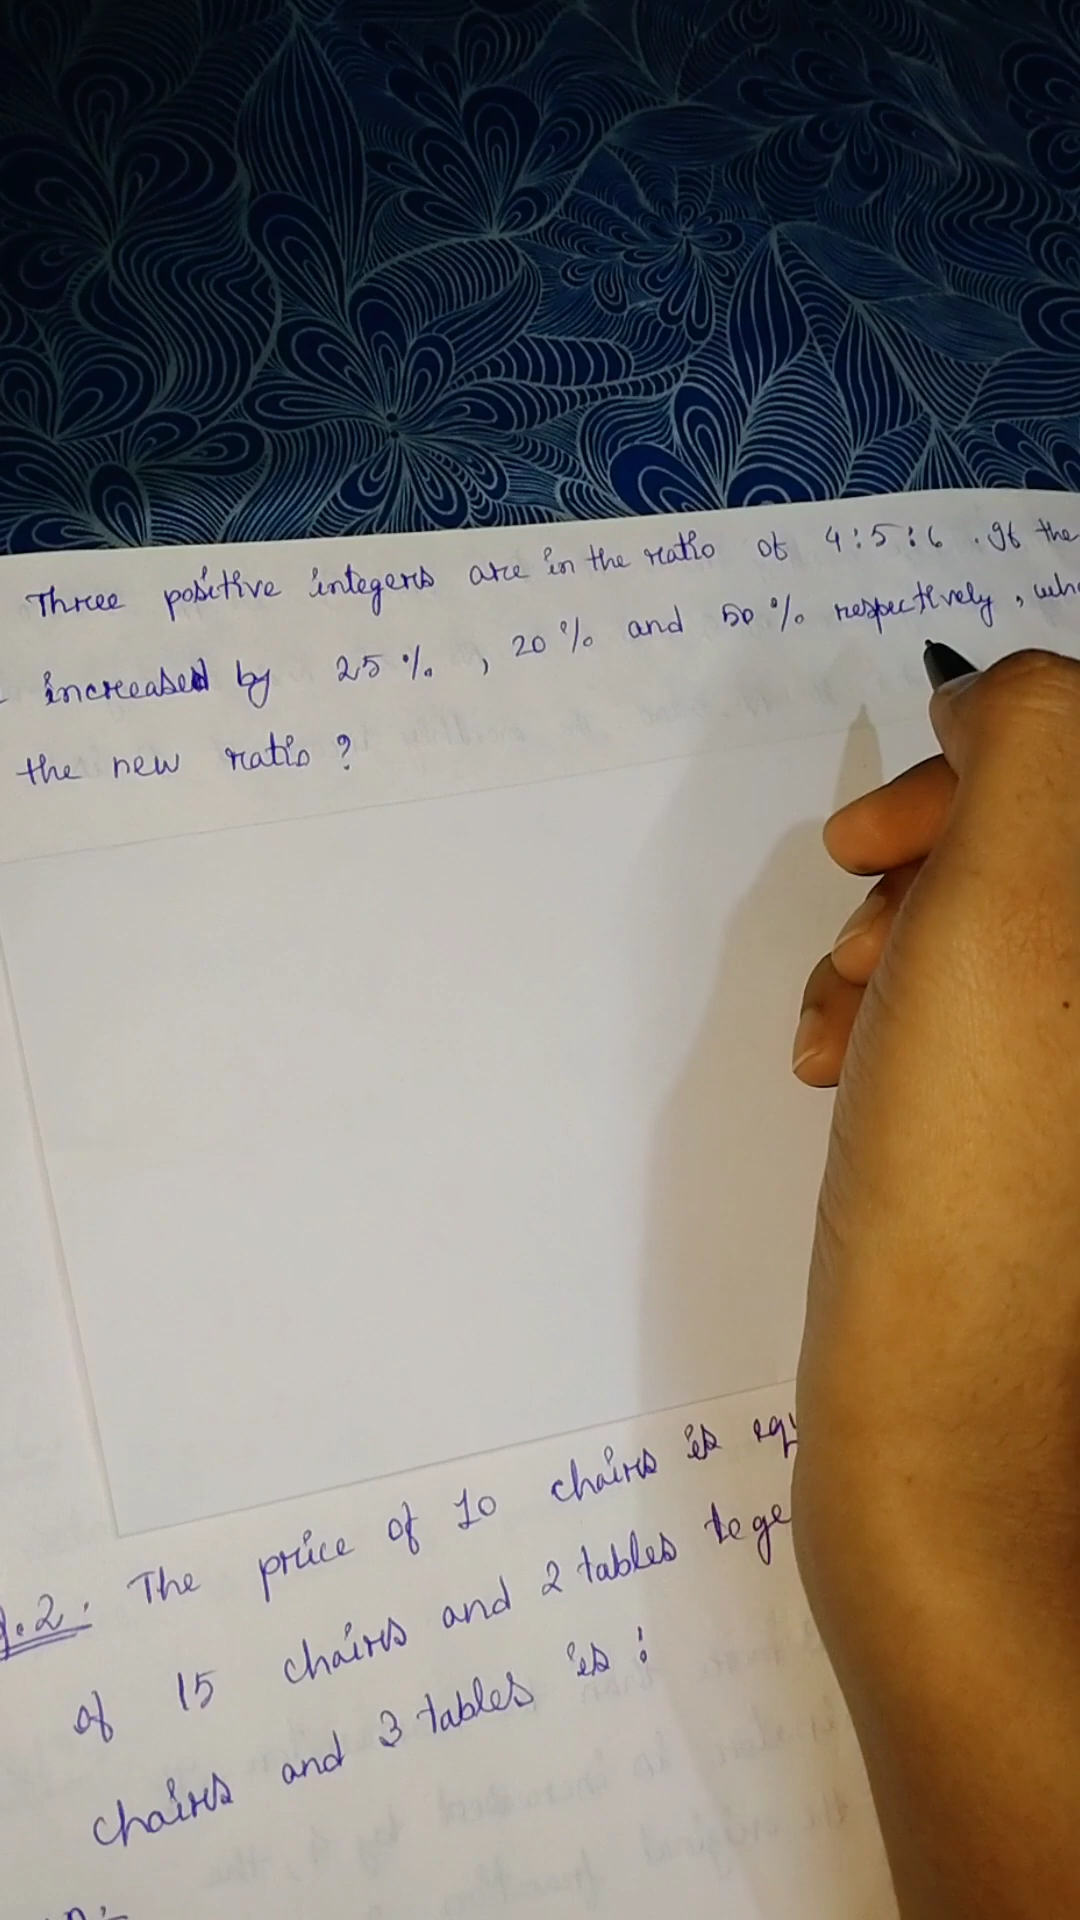 Three positive integers are in the ratio of 4:5:6 . If the
increased by 25% , 20% and 50% respectively ,
the new ratio ?
The price of 10 chairs is
of 15 chairs and 2 tables
chairs and 3 tables is :